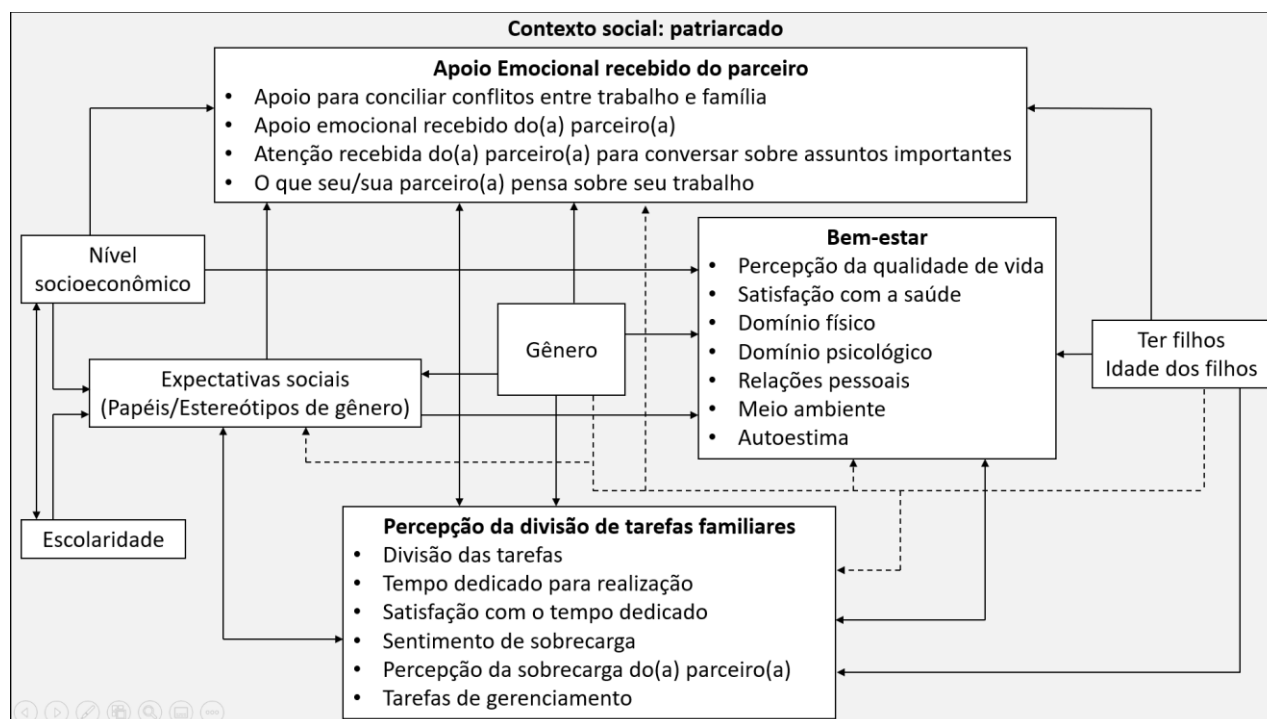 Contexto social: patriarcado
Apoio Emocional recebido do parceiro
• Apoio para conciliar conflitos entre trabalho e família
• Apoio emocional recebido do(a) parceiro(a)
• Atenção recebida do(a) parceiro(a) para conversar sobre assuntos importantes
• O que seu/sua parceiro(a) pensa sobre seu trabalho
Nível
socioeconômico
Bem-estar
• Percepção da qualidade de vida
• Satisfação com a saúde
• Domínio físico
• Domínio psicológico
• Relações pessoais
• Meio ambiente
• Autoestima
Gênero
Ter filhos
Idade dos filhos
Expectativas sociais
(Papéis/Estereótipos de gênero)
Escolaridade
Percepção da divisão de tarefas familiares
• Divisão das tarefas
• Tempo dedicado para realização
• Satisfação com o tempo dedicado
• Sentimento de sobrecarga
• Percepção da sobrecarga do(a) parceiro(a)
• Tarefas de gerenciamento